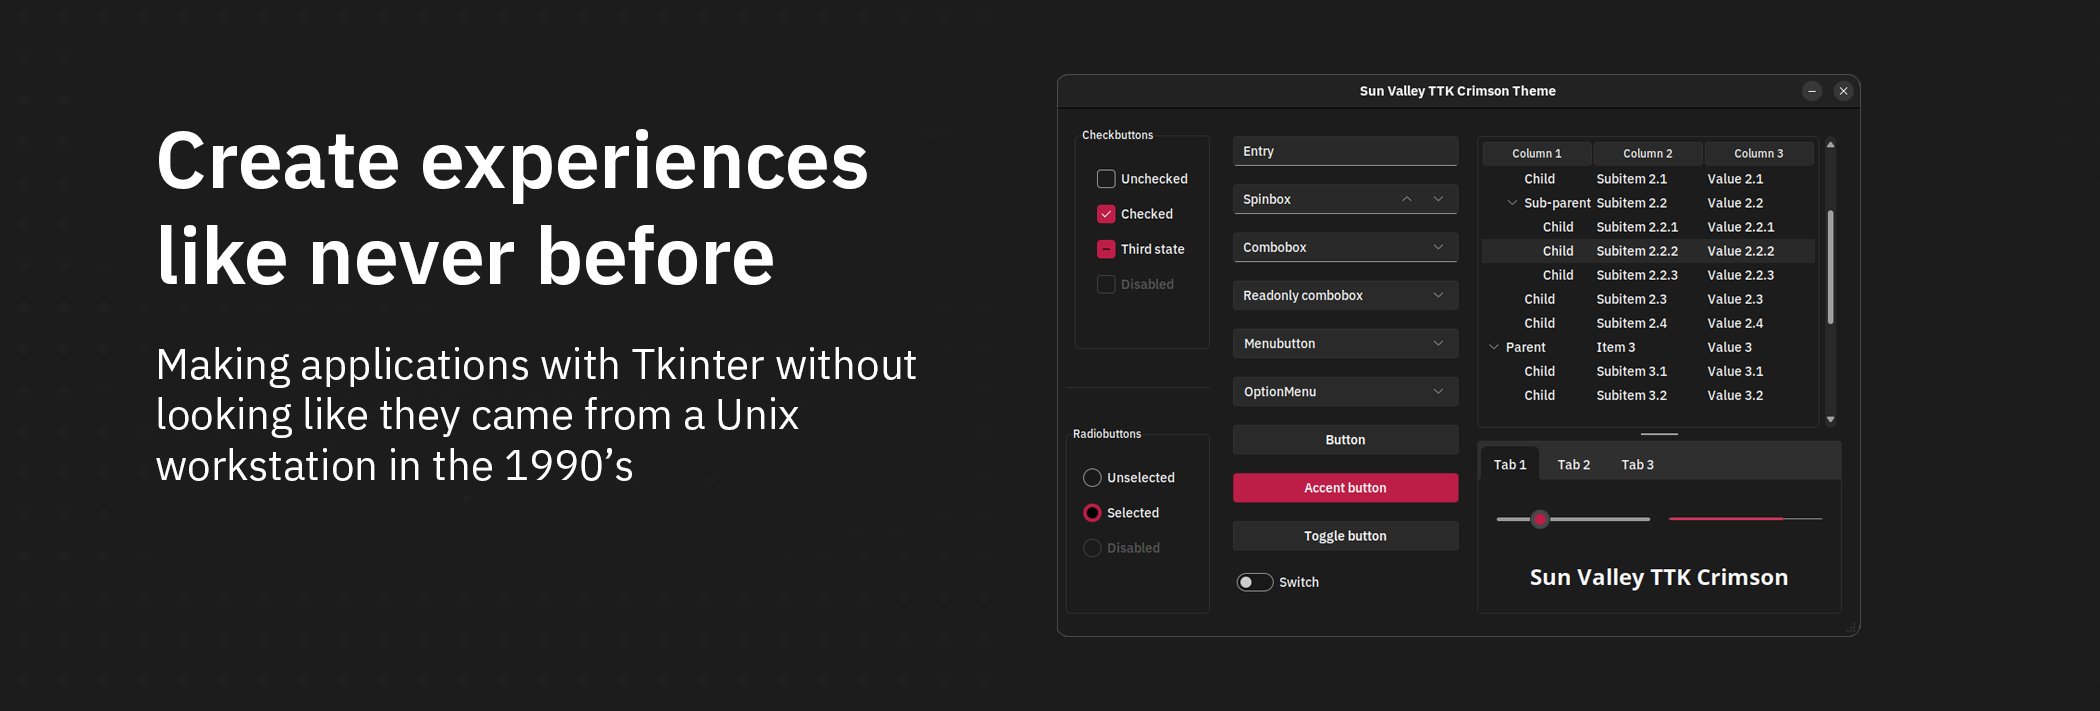 Create experiences
like never before
Making applications with Tkinter without
looking like they came from a Unix
workstation in the 1990’s
Sun Valley TTK Crimson Theme
Checkbuttons
Unchecked
Checked
Third state
Disabled
Radiobuttons
Unselected
Selected
Disabled
Entry
Spinbox
Combobox
Readonly combobox
Menubutton
OptionMenu
Button
Accent button
Toggle button
Switch
Column 1 Column 2 Column 3
Child Subitem 2.1 Value 2.1
Sub-parent Subitem 2.2 Value 2.2
Child Subitem 2.2.1 Value 2.2.1
Child Subitem 2.2.2 Value 2.2.2
Child Subitem 2.2.3 Value 2.2.3
Child Subitem 2.3 Value 2.3
Child Subitem 2.4 Value 2.4
Parent Item 3 Value 3
Child Subitem 3.1 Value 3.1
Child Subitem 3.2 Value 3.2
Tab 1 Tab 2 Tab 3
Sun Valley TTK Crimson